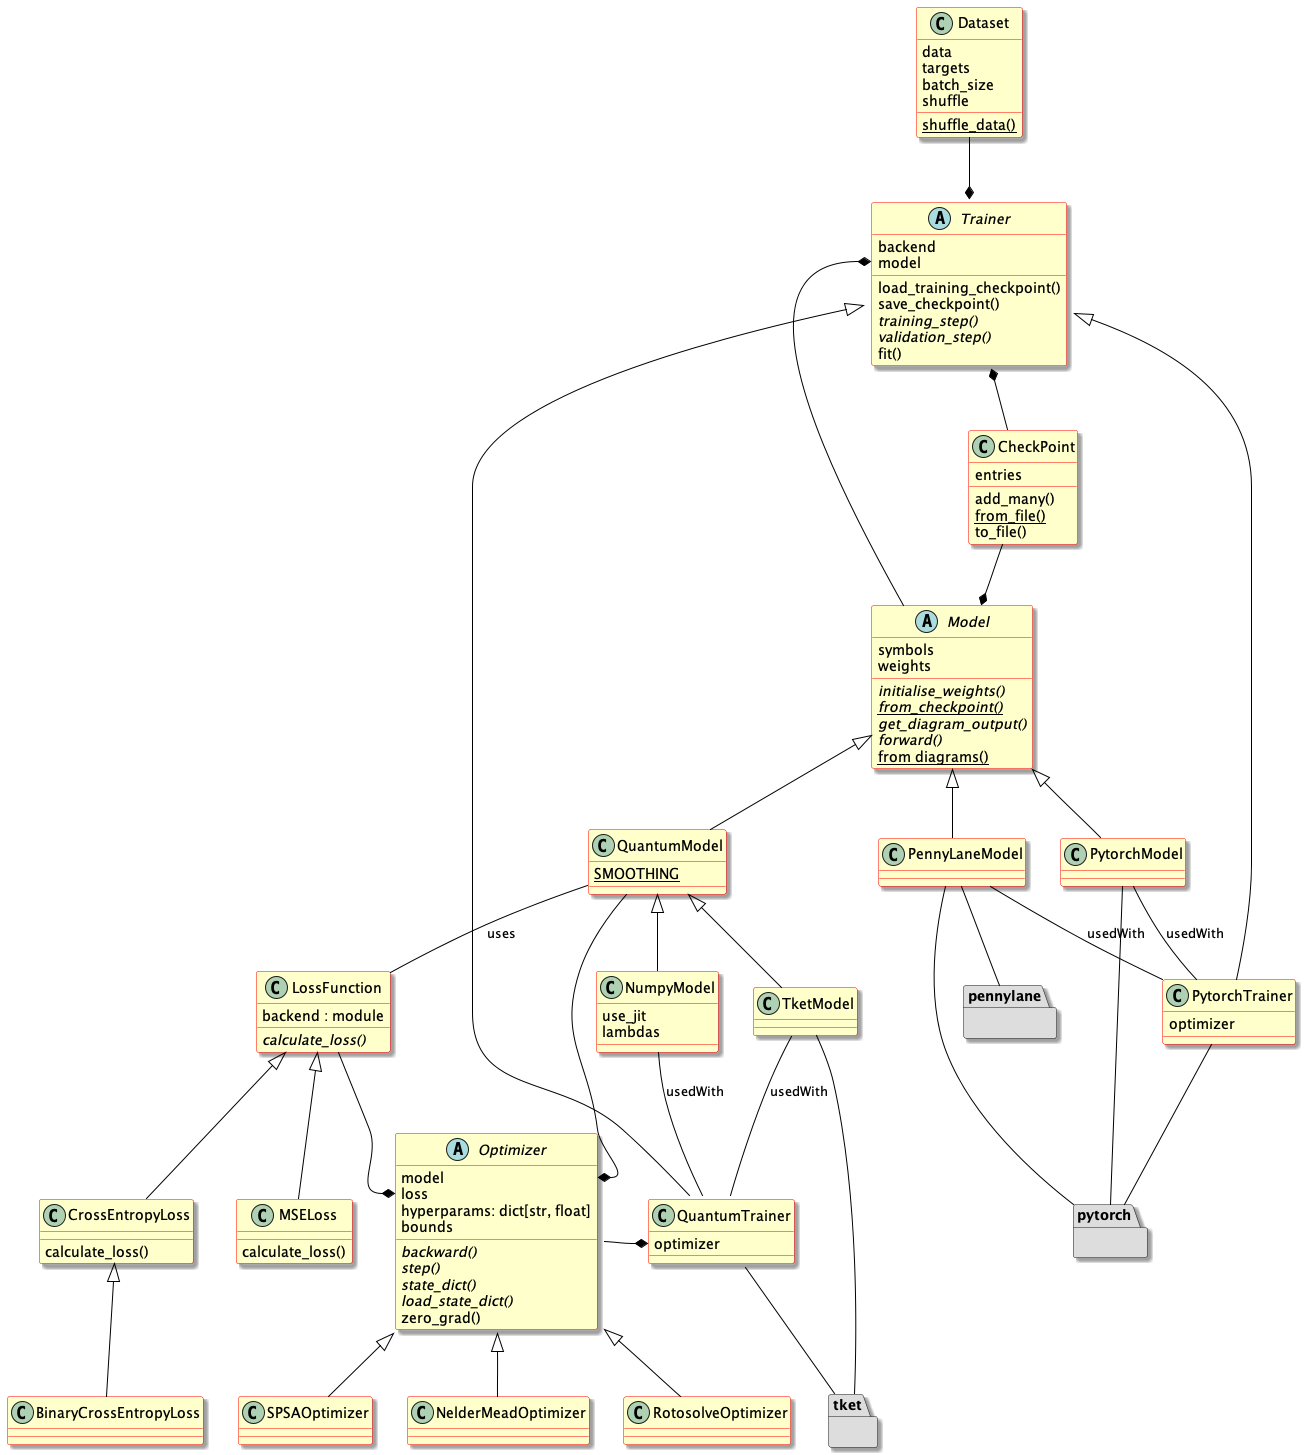 C Dataset
data
targets
batch_size
shuffle
shuffle_data()
A Trainer
backend
model
load_training_checkpoint()
save_checkpoint()
training_step()
validation_step()
fit()
C CheckPoint
entries
add_many()
from_file()
to_file()
A Model
symbols
weights
initialise_weights()
from_checkpoint()
get_diagram_output()
forward()
from diagrams()
C QuantumModel
SMOOTHING
C PennyLaneModel
C PytorchModel
uses
usedWith
usedWith
C LossFunction
backend : module
calculate_loss()
C NumpyModel
use_jit
lambdas
C TketModel
pennylane
C PytorchTrainer
optimizer
usedWith
usedWith
A Optimizer
model
loss
hyperparams: dict[str, float]
bounds
backward()
step()
state_dict()
load_state_dict()
zero_grad()
C CrossEntropyLoss
calculate_loss()
C MSELoss
calculate_loss()
C QuantumTrainer
optimizer
pytorch
C BinaryCrossEntropyLoss
C SPSAOptimizer
C NelderMeadOptimizer
C RotosolveOptimizer
tket